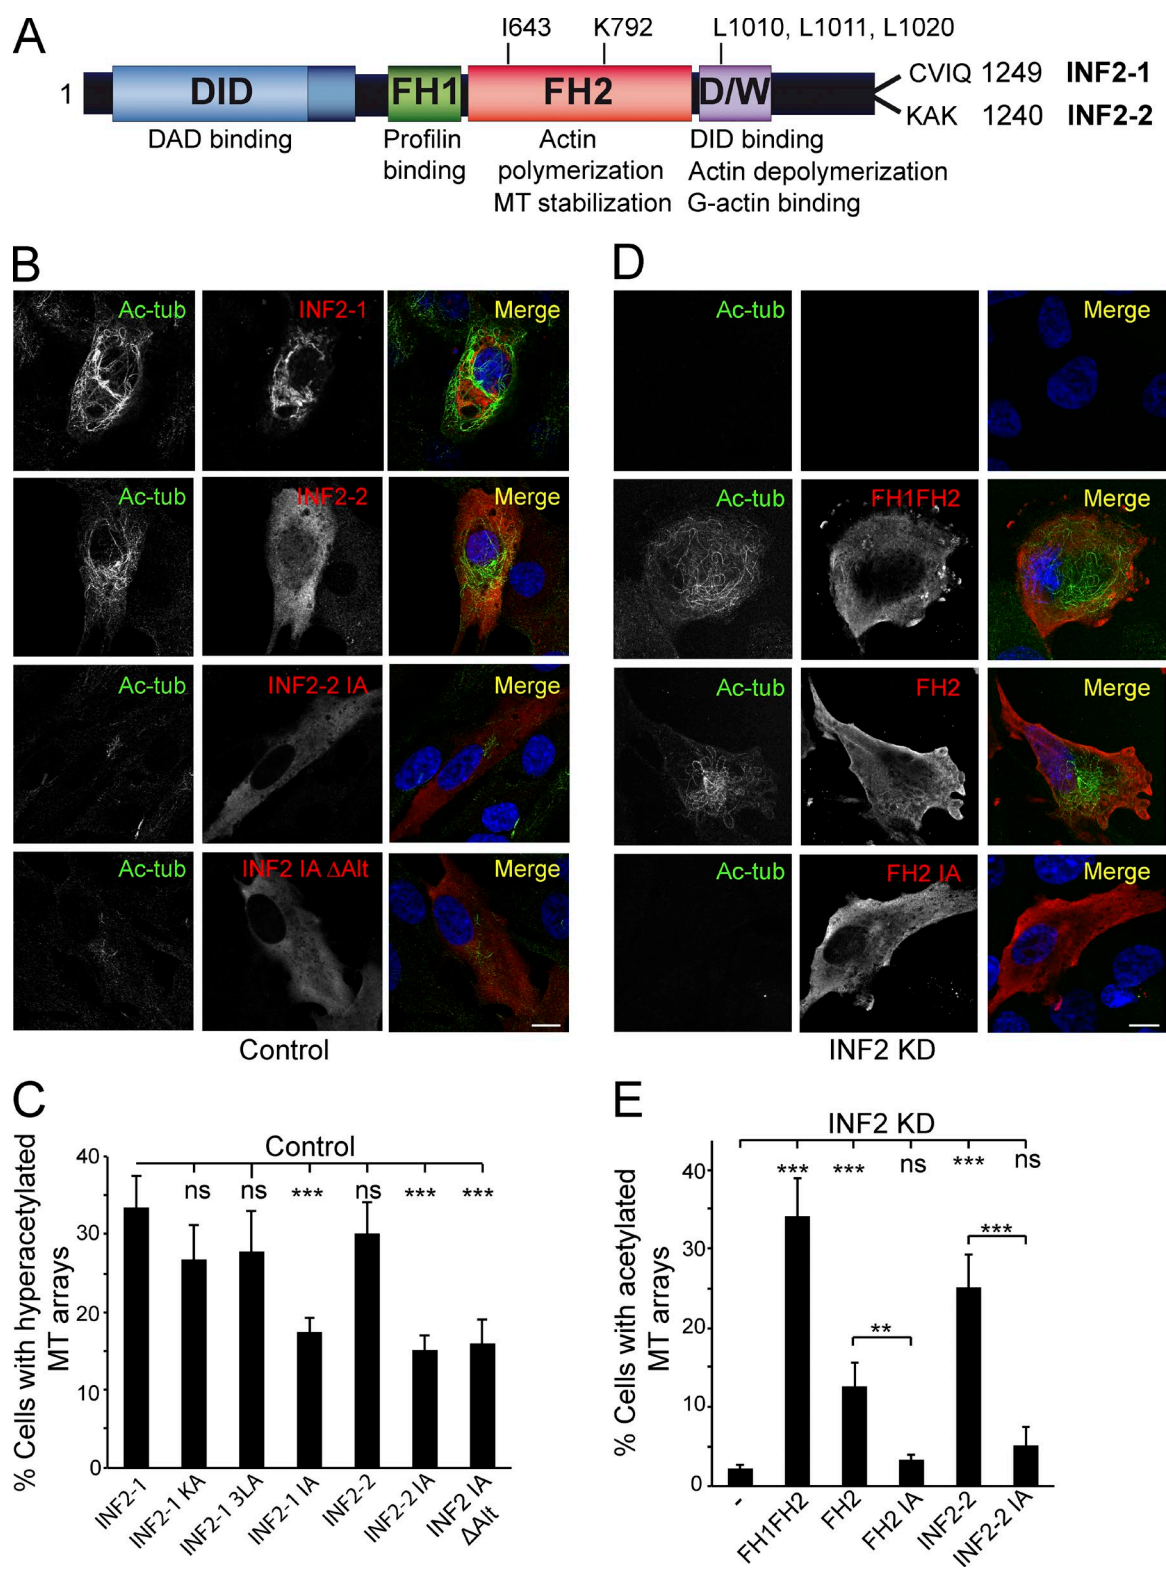 A
I643 K792 L1010, L1011, L1020
1 DID FH1 FH2 D/W CVIQ 1249 INF2-1
KAK 1240 INF2-2
DAD binding Profilin binding Actin polymerization MT stabilization DID binding
Actin depolymerization
G-actin binding
B
Ac-tub INF2-1 Merge
Ac-tub INF2-2 Merge
Ac-tub INF2-2 IA Merge
Ac-tub INF2 IA ΔAlt Merge
Control
D
Ac-tub Merge
Ac-tub FH1FH2 Merge
Ac-tub FH2 Merge
Ac-tub FH2 IA Merge
INF2 KD
C
% Cells with hyperacetylated
MT arrays
Control
ns ns *** ns *** ***
40
30
20
10
0
INF2-1
INF2-1 KA
INF2-1 3LA
INF2-1 IA
INF2-2
INF2-2 IA
INF2 IA
ΔAlt
E
% Cells with acetylated
MT arrays
INF2 KD
*** *** ns *** ns
***
**
40
30
20
10
0
-
FH1FH2
FH2
FH2 IA
INF2-2
INF2-2 IA